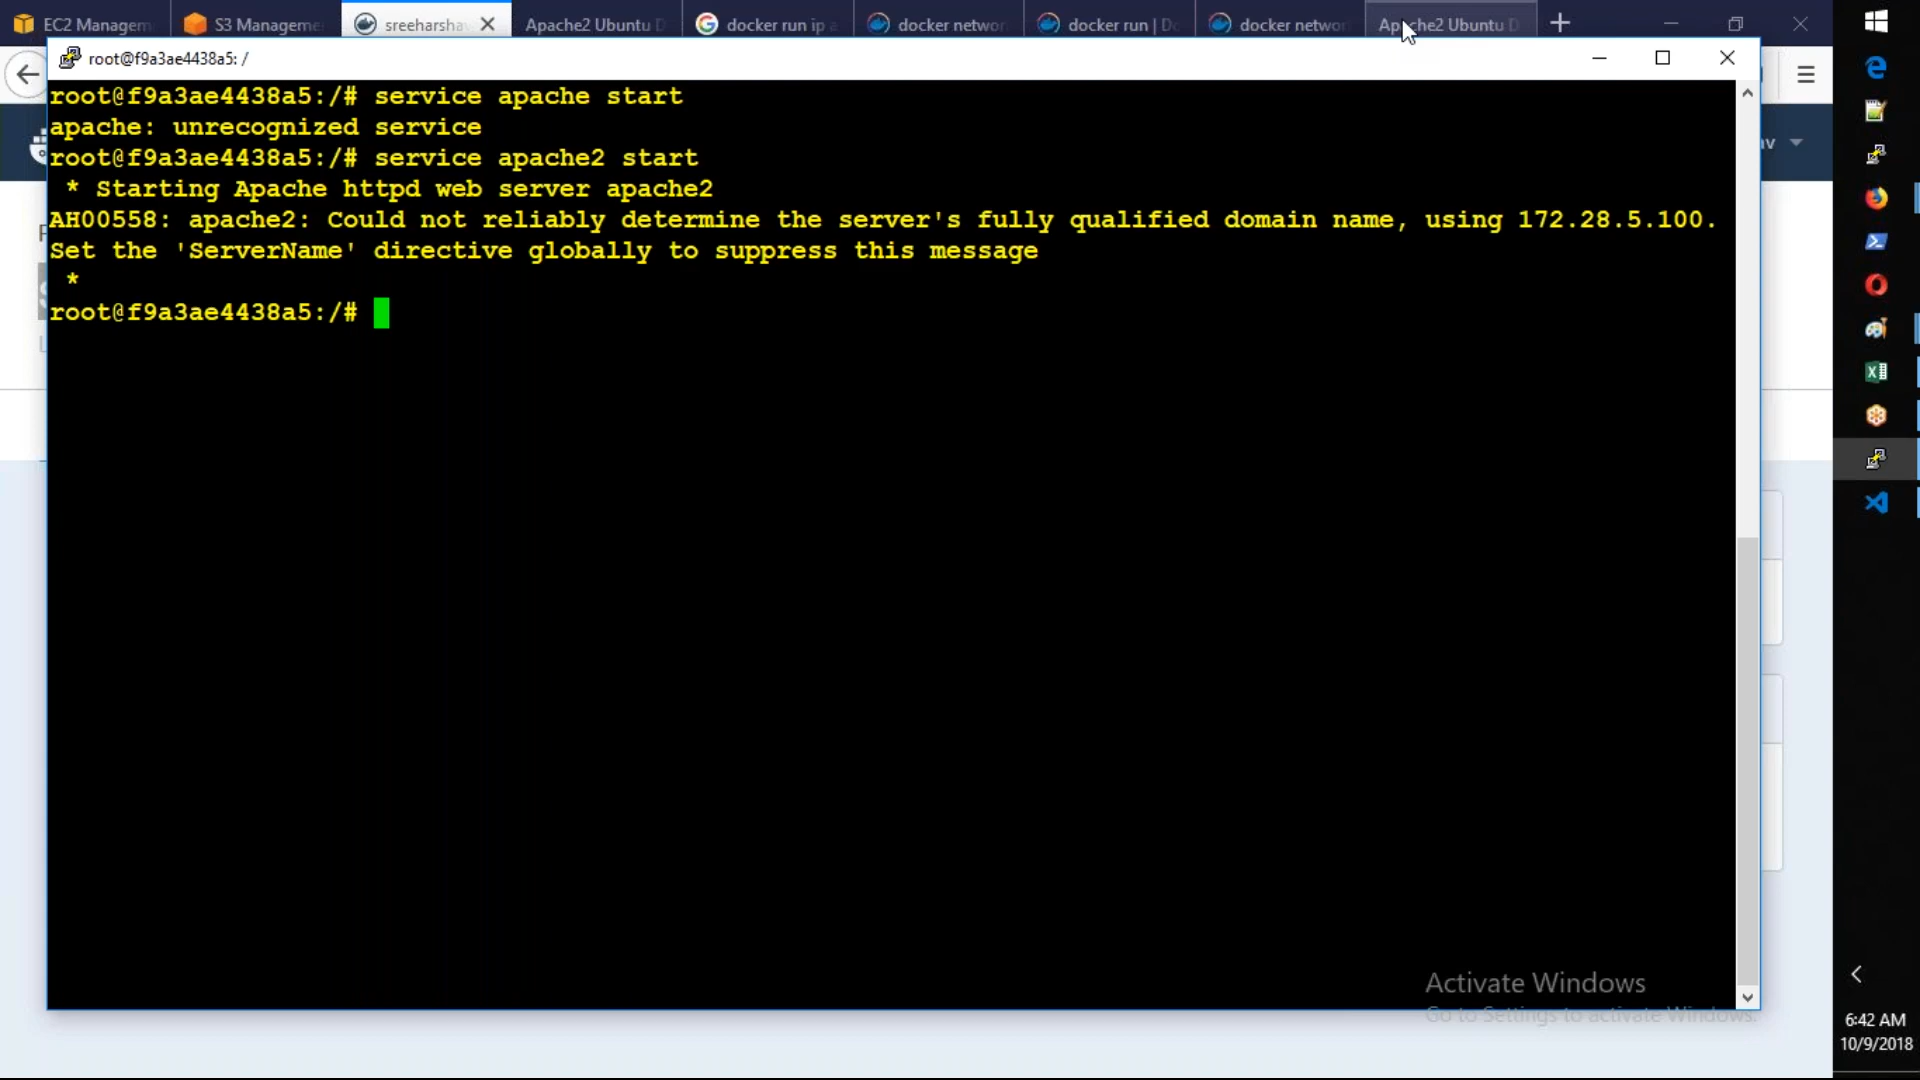 EC2 Managem
S3 Manageme
sreeharsha
Apache2 Ubuntu D
docker run ip a
docker networ
docker run | Do
docker networ
Apache2 Ubuntu D
root@f9a3ae4438a5: /
root@f9a3ae4438a5:/# service apache start
apache: unrecognized service
root@f9a3ae4438a5:/# service apache2 start
* Starting Apache httpd web server apache2
AH00558: apache2: Could not reliably determine the server's fully qualified domain name, using 172.28.5.100.
Set the 'ServerName' directive globally to suppress this message
*
root@f9a3ae4438a5:/#
Activate Windows
Go to Settings to activate Windows.
6:42 AM
10/9/2018